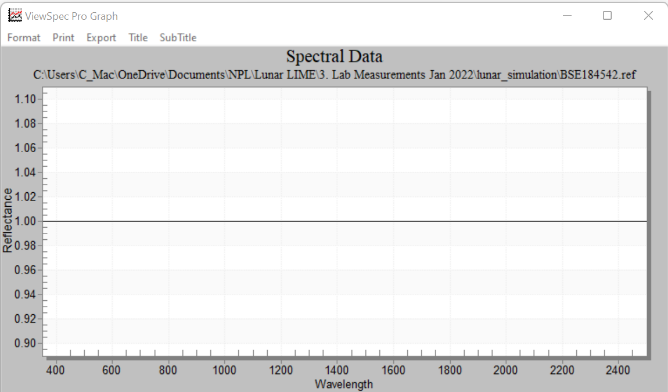 ViewSpec Pro Graph
Format Print Export Title SubTitle
Spectral Data
C:\Users\C_Mac\OneDrive\Documents\NPL\Lunar LIME\3. Lab Measurements Jan 2022\lunar_simulation\BSE184542.ref
Reflectance
1.10
1.08
1.06
1.04
1.02
1.00
0.98
0.96
0.94
0.92
0.90
400 600 800 1000 1200 1400 1600 1800 2000 2200 2400
Wavelength